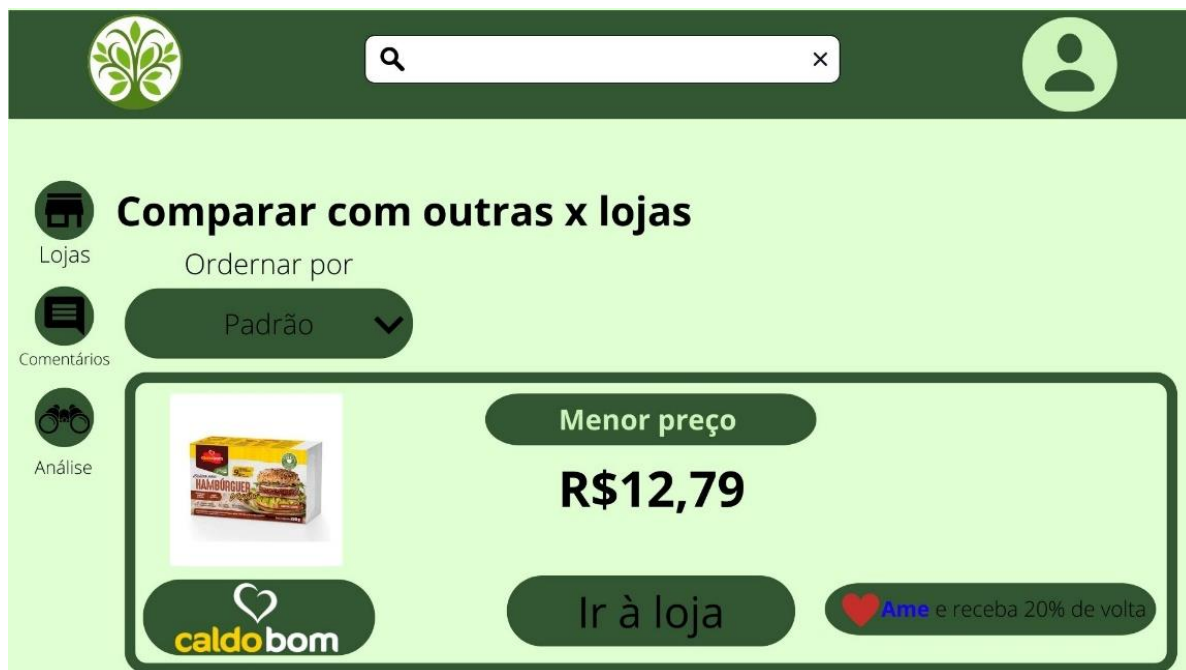 Comparar com outras x lojas
Lojas
Ordernar por
Padrão
Comentários
Análise
Menor preço
R$12,79
HAMBÚRGUER
Ir à loja
Ame e receba 20% de volta
caldobom